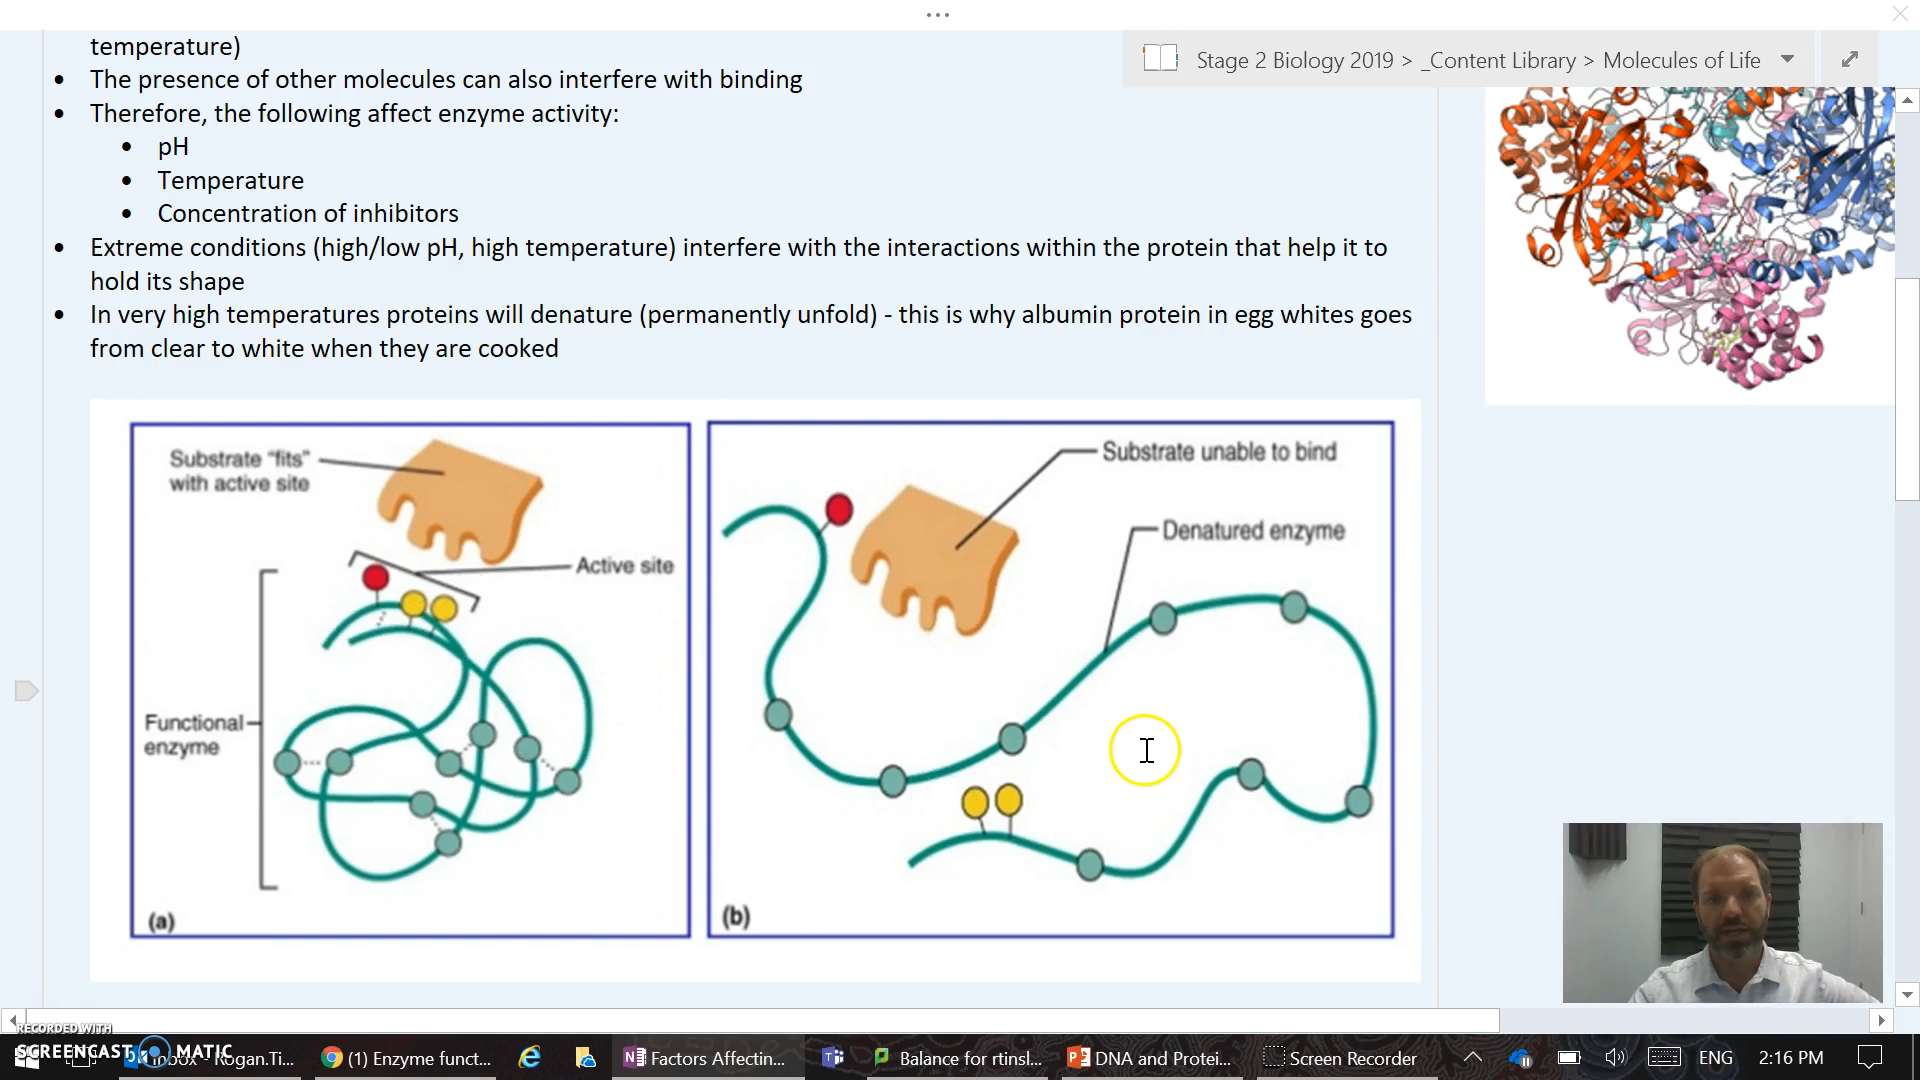 temperature)
Stage 2 Biology 2019 > _Content Library > Molecules of Life
• The presence of other molecules can also interfere with binding
• Therefore, the following affect enzyme activity:
• pH
• Temperature
• Concentration of inhibitors
• Extreme conditions (high/low pH, high temperature) interfere with the interactions within the protein that help it to
hold its shape
• In very high temperatures proteins will denature (permanently unfold) - this is why albumin protein in egg whites goes
from clear to white when they are cooked
Substrate "fits"
with active site
Active site
Functional
enzyme
(a)
Substrate unable to bind
Denatured enzyme
(b)
RECORDED WITH
SCREENCAST MATIC
Inbox - Rogan.Ti...
(1) Enzyme funct...
Factors Affectin...
Balance for rtinsl...
DNA and Protei...
Screen Recorder
ENG
2:16 PM